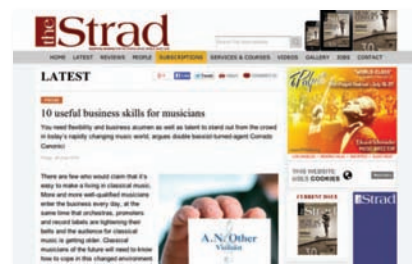 the Strad
HOME LATEST REVIEWS PEOPLE SUBSCRIPTIONS SERVICES & COURSES VIDEOS GALLERY JOBS CONTACT
LATEST
10 useful business skills for musicians
You need flexibility and business acumen as well as talent to stand out from the crowd
in today's rapidly changing music world, argues double bassist-turned-agent Corrado
Canonici
There are few who would claim that it's
easy to make a living in classical music.
More and more well-qualified musicians
enter the business every day, at the
same time that orchestras, promoters
and record labels are tightening their
belts and the audience for classical
music is getting older. Classical
musicians of the future will need to know
how to cope in this changed environment
A.N. Other
Violinist
THIS WEBSITE
USES COOKIES
CURRENT ISSUE
Strad